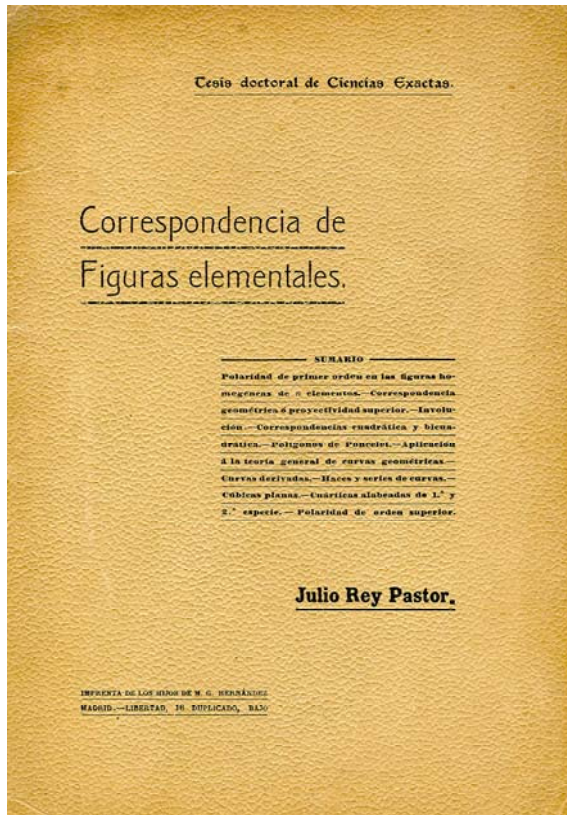 Tesis doctoral de Ciencias Exactas.
Correspondencia de
Figuras elementales.
SUMARIO
Polaridad de primer orden en las figuras ho-
mogéneas de n elementos.—Correspondencia
geométrica ó proyectividad superior.—Involu-
ción.—Correspondencias cuadrática y bicua-
drática.—Polígonos de Poncelet.—Aplicación
á la teoría general de curvas geométricas.—
Curvas derivadas.—Haces y series de curvas.—
Cúbicas planas.—Cuárticas alabeadas de 1.ª y
2.ª especie.—Polaridad de orden superior.
Julio Rey Pastor.
IMPRENTA DE LOS HIJOS DE M. G. HERNÁNDEZ
MADRID.—LIBERTAD, 16 DUPLICADO, BAJO